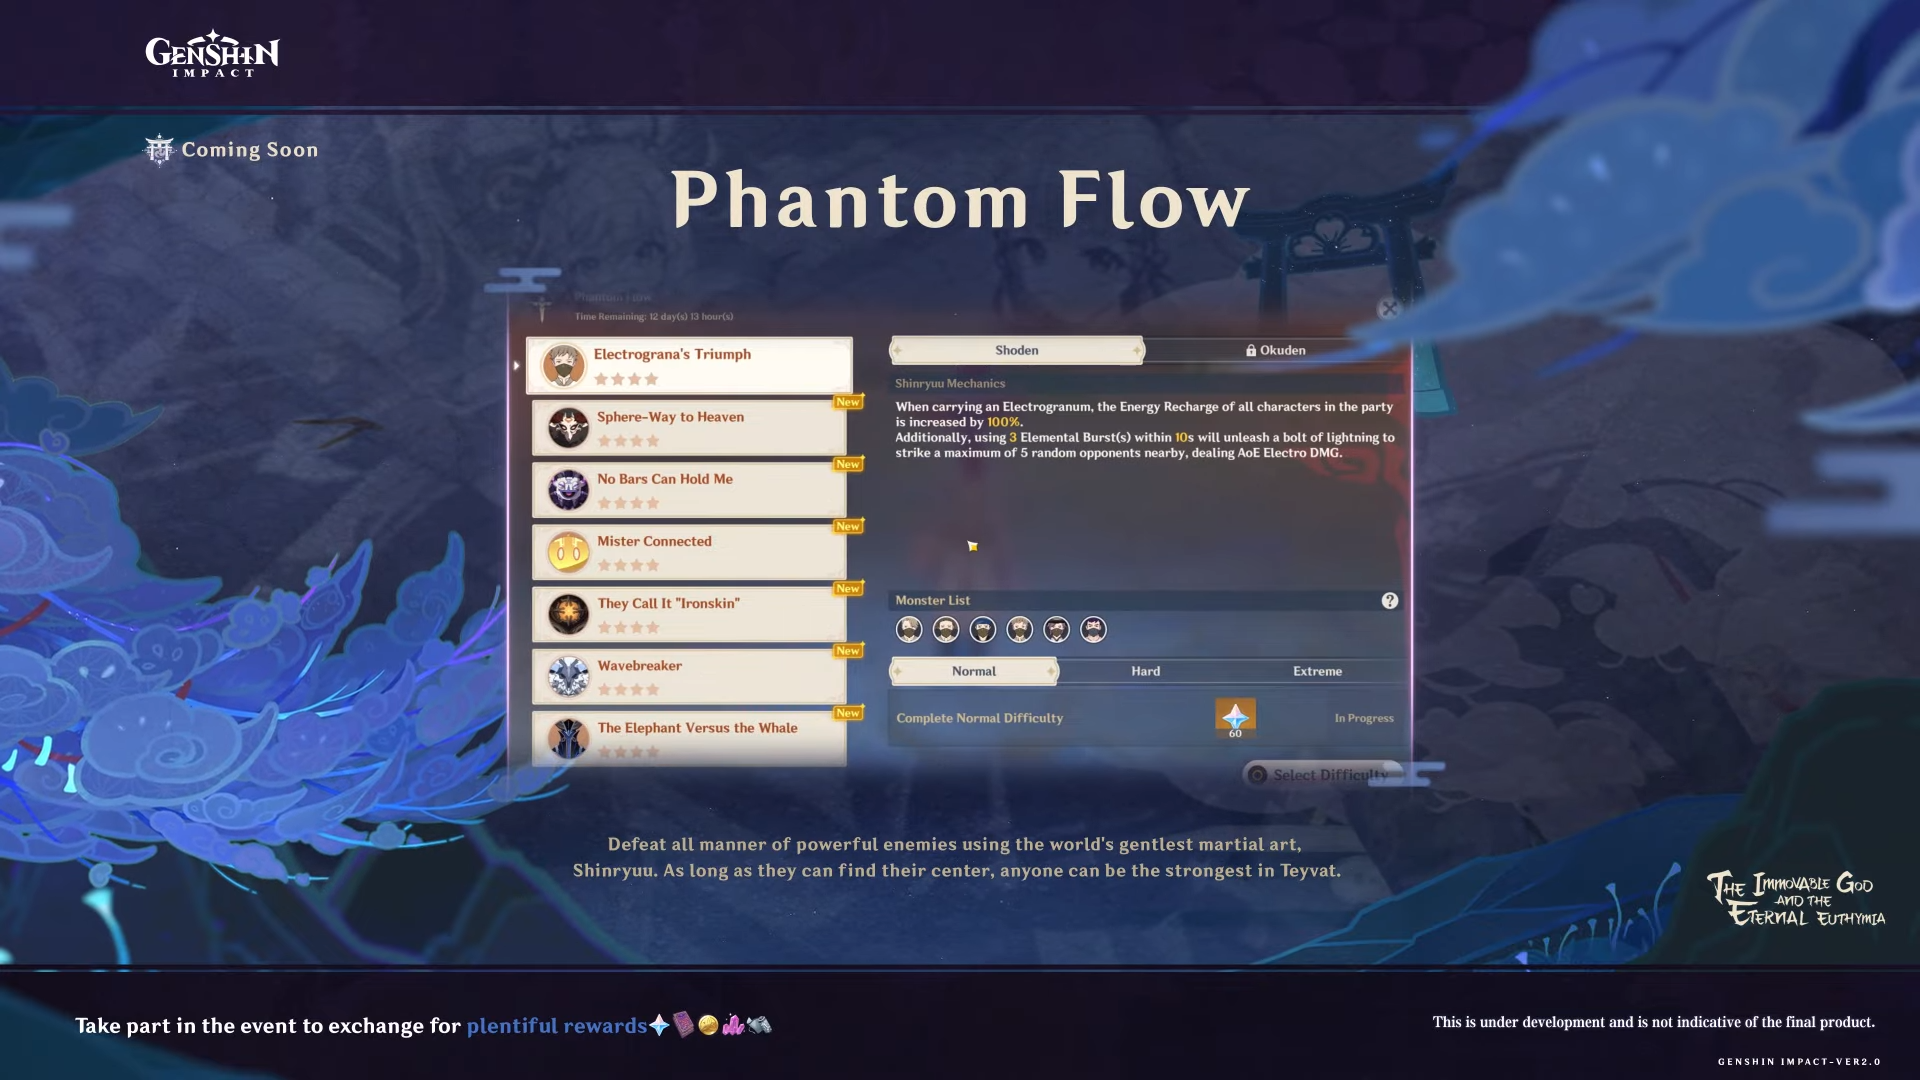 GENSHIN
IMPACT
Coming Soon
Phantom Flow
Phantom Flow
Time Remaining: 12 day(s) 13 hour(s)
Electrograna's Triumph
Sphere-Way to Heaven
New
No Bars Can Hold Me
New
Mister Connected
New
They Call It "Ironskin"
New
Wavebreaker
New
The Elephant Versus the Whale
New
Shoden
Okuden
Shinryuu Mechanics
When carrying an Electrogranum, the Energy Recharge of all characters in the party
is increased by 100%.
Additionally, using 3 Elemental Burst(s) within 10s will unleash a bolt of lightning to
strike a maximum of 5 random opponents nearby, dealing AoE Electro DMG.
Monster List
?
Normal
Hard
Extreme
Complete Normal Difficulty
60
In Progress
Select Difficulty
Defeat all manner of powerful enemies using the world's gentlest martial art,
Shinryuu. As long as they can find their center, anyone can be the strongest in Teyvat.
THE IMMOVABLE GOD
AND THE
ETERNAL EUTHYMIA
Take part in the event to exchange for plentiful rewards
This is under development and is not indicative of the final product.
GENSHIN IMPACT-VER2.0